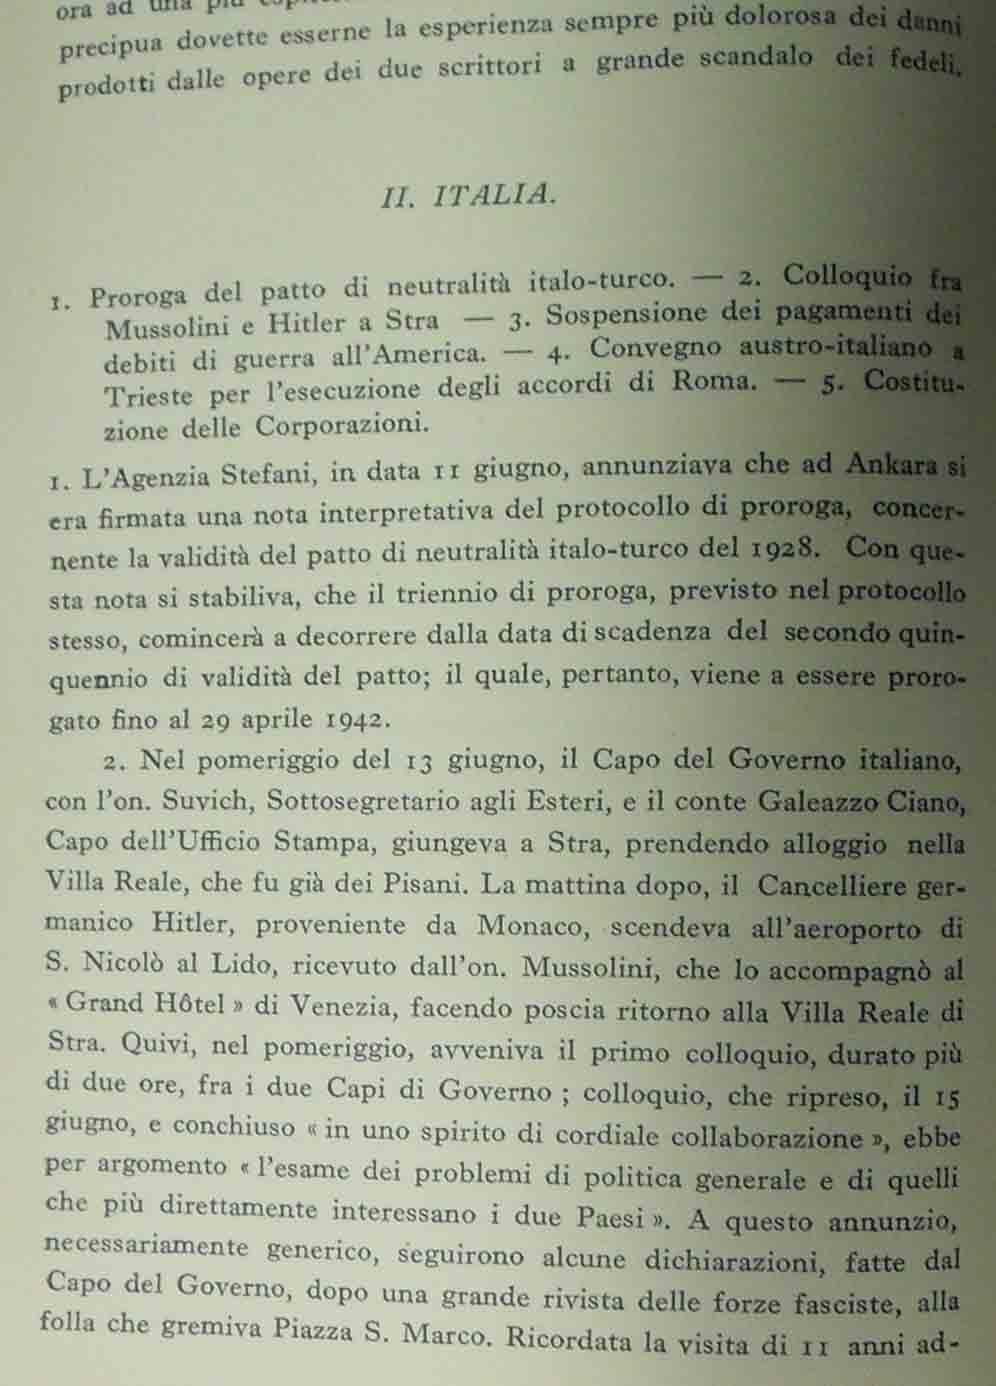 ora ad una più
precipua dovette esserne la esperienza sempre più dolorosa dei danni
prodotti dalle opere dei due scrittori a grande scandalo dei fedeli.
II. ITALIA.
1. Proroga del patto di neutralità italo-turco. — 2. Colloquio fra
Mussolini e Hitler a Stra — 3. Sospensione dei pagamenti dei
debiti di guerra all'America. — 4. Convegno austro-italiano a
Trieste per l'esecuzione degli accordi di Roma. — 5. Costitu-
zione delle Corporazioni.
1. L'Agenzia Stefani, in data 11 giugno, annunziava che ad Ankara si
era firmata una nota interpretativa del protocollo di proroga, concer-
nente la validità del patto di neutralità italo-turco del 1928. Con que-
sta nota si stabiliva, che il triennio di proroga, previsto nel protocollo
stesso, comincerà a decorrere dalla data di scadenza del secondo quin-
quennio di validità del patto; il quale, pertanto, viene a essere proro-
gato fino al 29 aprile 1942.
2. Nel pomeriggio del 13 giugno, il Capo del Governo italiano,
con l'on. Suvich, Sottosegretario agli Esteri, e il conte Galeazzo Ciano,
Capo dell'Ufficio Stampa, giungeva a Stra, prendendo alloggio nella
Villa Reale, che fu già dei Pisani. La mattina dopo, il Cancelliere ger-
manico Hitler, proveniente da Monaco, scendeva all'aeroporto di
S. Nicolò al Lido, ricevuto dall'on. Mussolini, che lo accompagnò al
« Grand Hôtel » di Venezia, facendo poscia ritorno alla Villa Reale di
Stra. Quivi, nel pomeriggio, avveniva il primo colloquio, durato più
di due ore, fra i due Capi di Governo ; colloquio, che ripreso, il 15
giugno, e conchiuso « in uno spirito di cordiale collaborazione », ebbe
per argomento « l'esame dei problemi di politica generale e di quelli
che più direttamente interessano i due Paesi ». A questo annunzio,
necessariamente generico, seguirono alcune dichiarazioni, fatte dal
Capo del Governo, dopo una grande rivista delle forze fasciste, alla
folla che gremiva Piazza S. Marco. Ricordata la visita di 11 anni ad-